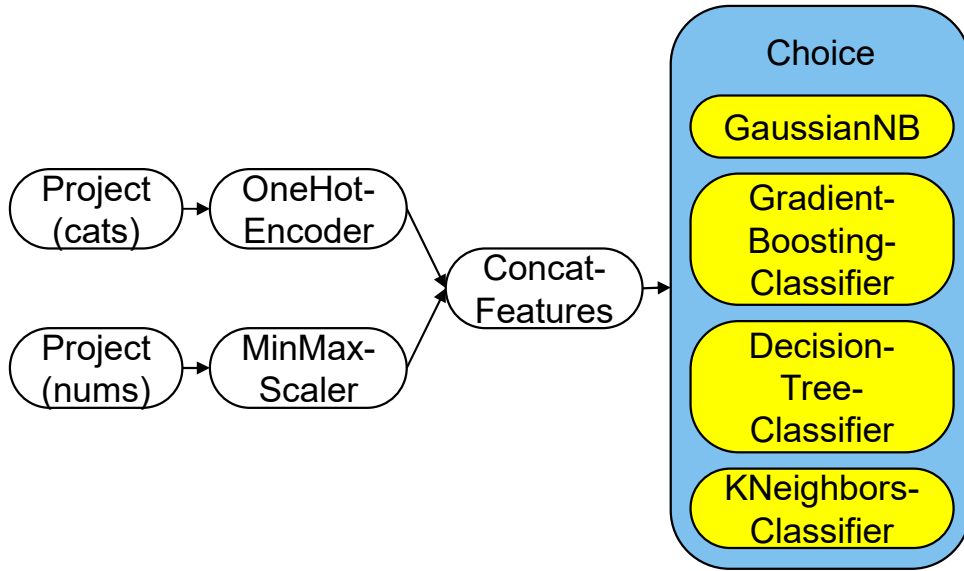 Project
(cats)
OneHot-
Encoder
Project
(nums)
MinMax-
Scaler
Concat-
Features
Choice
GaussianNB
Gradient-
Boosting-
Classifier
Decision-
Tree-
Classifier
KNeighbors-
Classifier